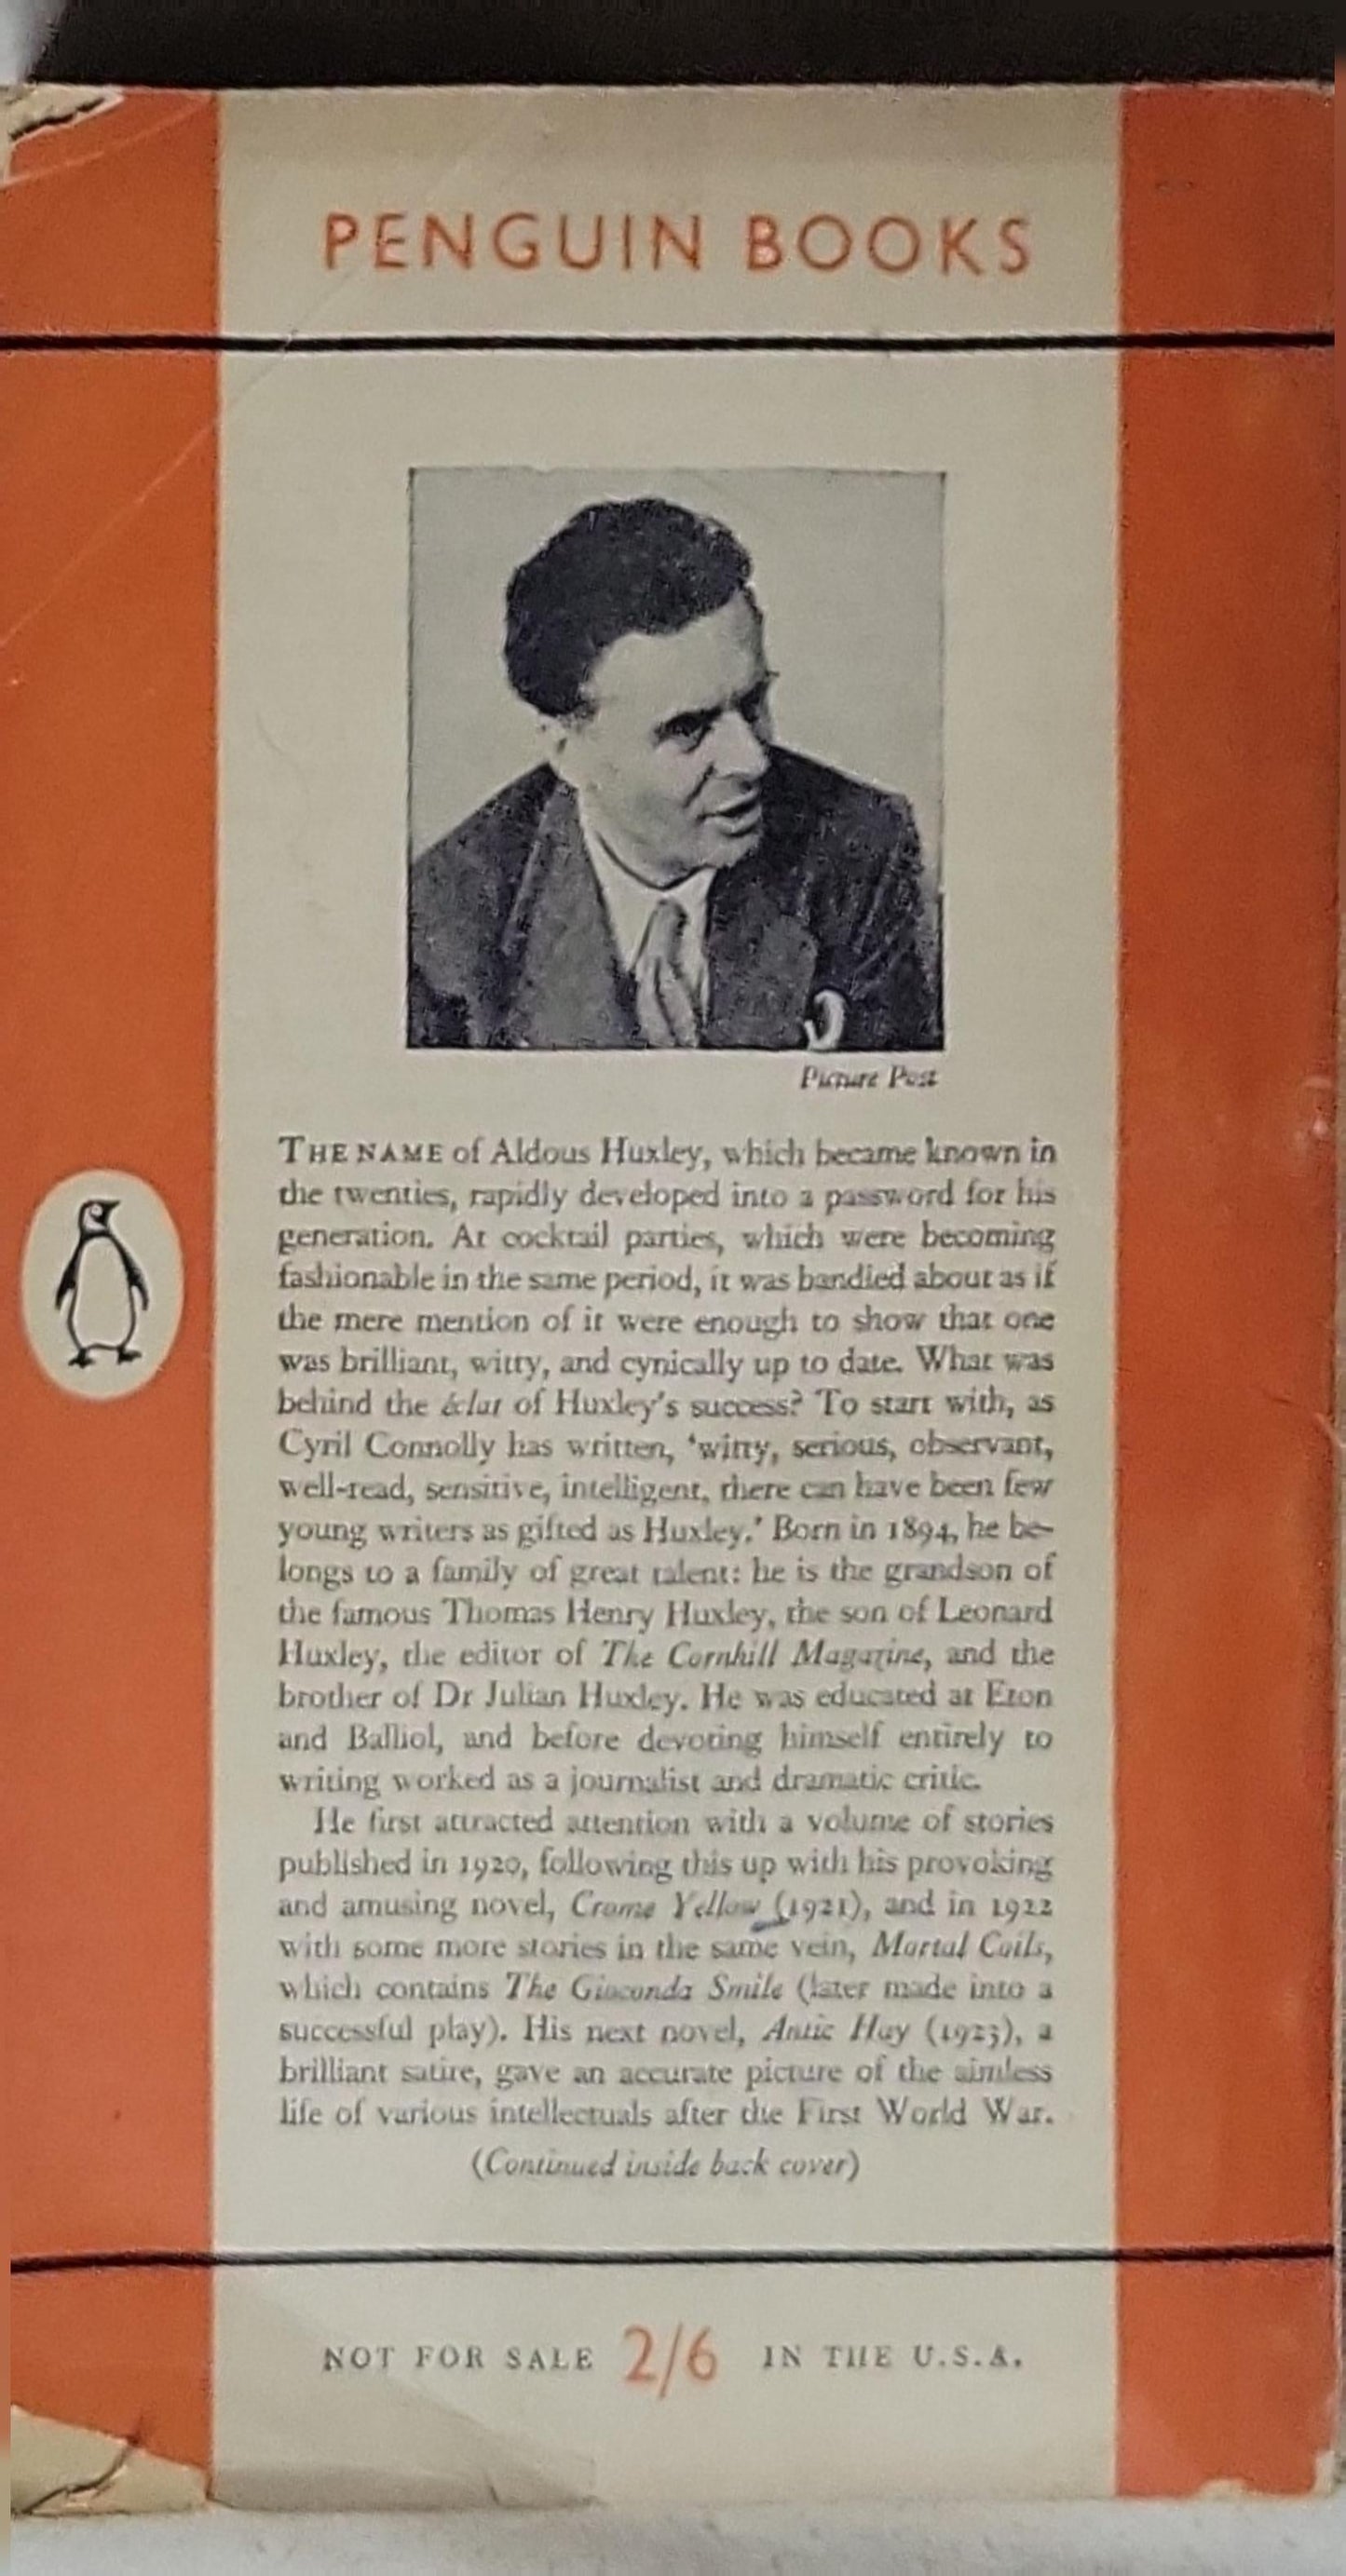 PENGUIN BOOKS
Picture Post
THE NAME of Aldous Huxley, which became known in
the twenties, rapidly developed into a password for his
generation. At cocktail parties, which were becoming
fashionable in the same period, it was bandied about as if
the mere mention of it were enough to show that one
was brilliant, witty, and cynically up to date. What was
behind the éclat of Huxley's success? To start with, as
Cyril Connolly has written, 'witty, serious, observant,
well-read, sensitive, intelligent, there can have been few
young writers as gifted as Huxley.' Born in 1894, he be-
longs to a family of great talent: he is the grandson of
the famous Thomas Henry Huxley, the son of Leonard
Huxley, the editor of The Cornhill Magazine, and the
brother of Dr Julian Huxley. He was educated at Eton
and Balliol, and before devoting himself entirely to
writing worked as a journalist and dramatic critic.
He first attracted attention with a volume of stories
published in 1920, following this up with his provoking
and amusing novel, Crome Yellow (1921), and in 1922
with some more stories in the same vein, Mortal Coils,
which contains The Gioconda Smile (later made into a
successful play). His next novel, Antic Hay (1923), a
brilliant satire, gave an accurate picture of the aimless
life of various intellectuals after the First World War.
(Continued inside back cover)
NOT FOR SALE 2/6 IN THE U.S.A.